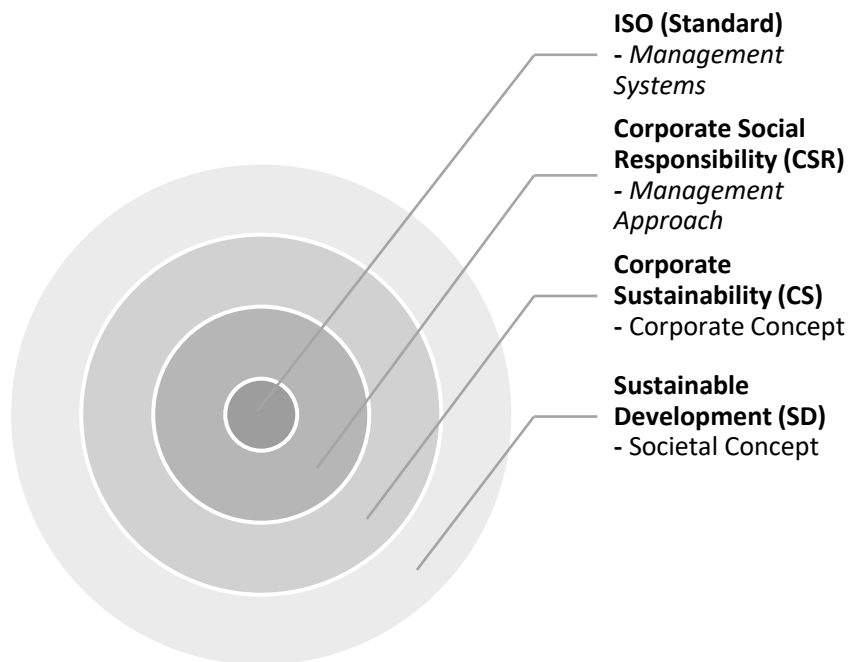 ISO (Standard)
- Management
Systems
Corporate Social
Responsibility (CSR)
- Management
Approach
Corporate
Sustainability (CS)
- Corporate Concept
Sustainable
Development (SD)
- Societal Concept